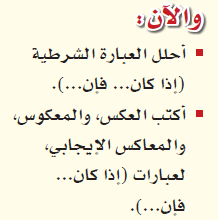 والآن:
أحلل العبارة الشرطية
(إذا كان... فإن...).
أكتب العكس، والمعكوس،
والمعاكس الإيجابي،
لعبارات (إذا كان...
فإن...).